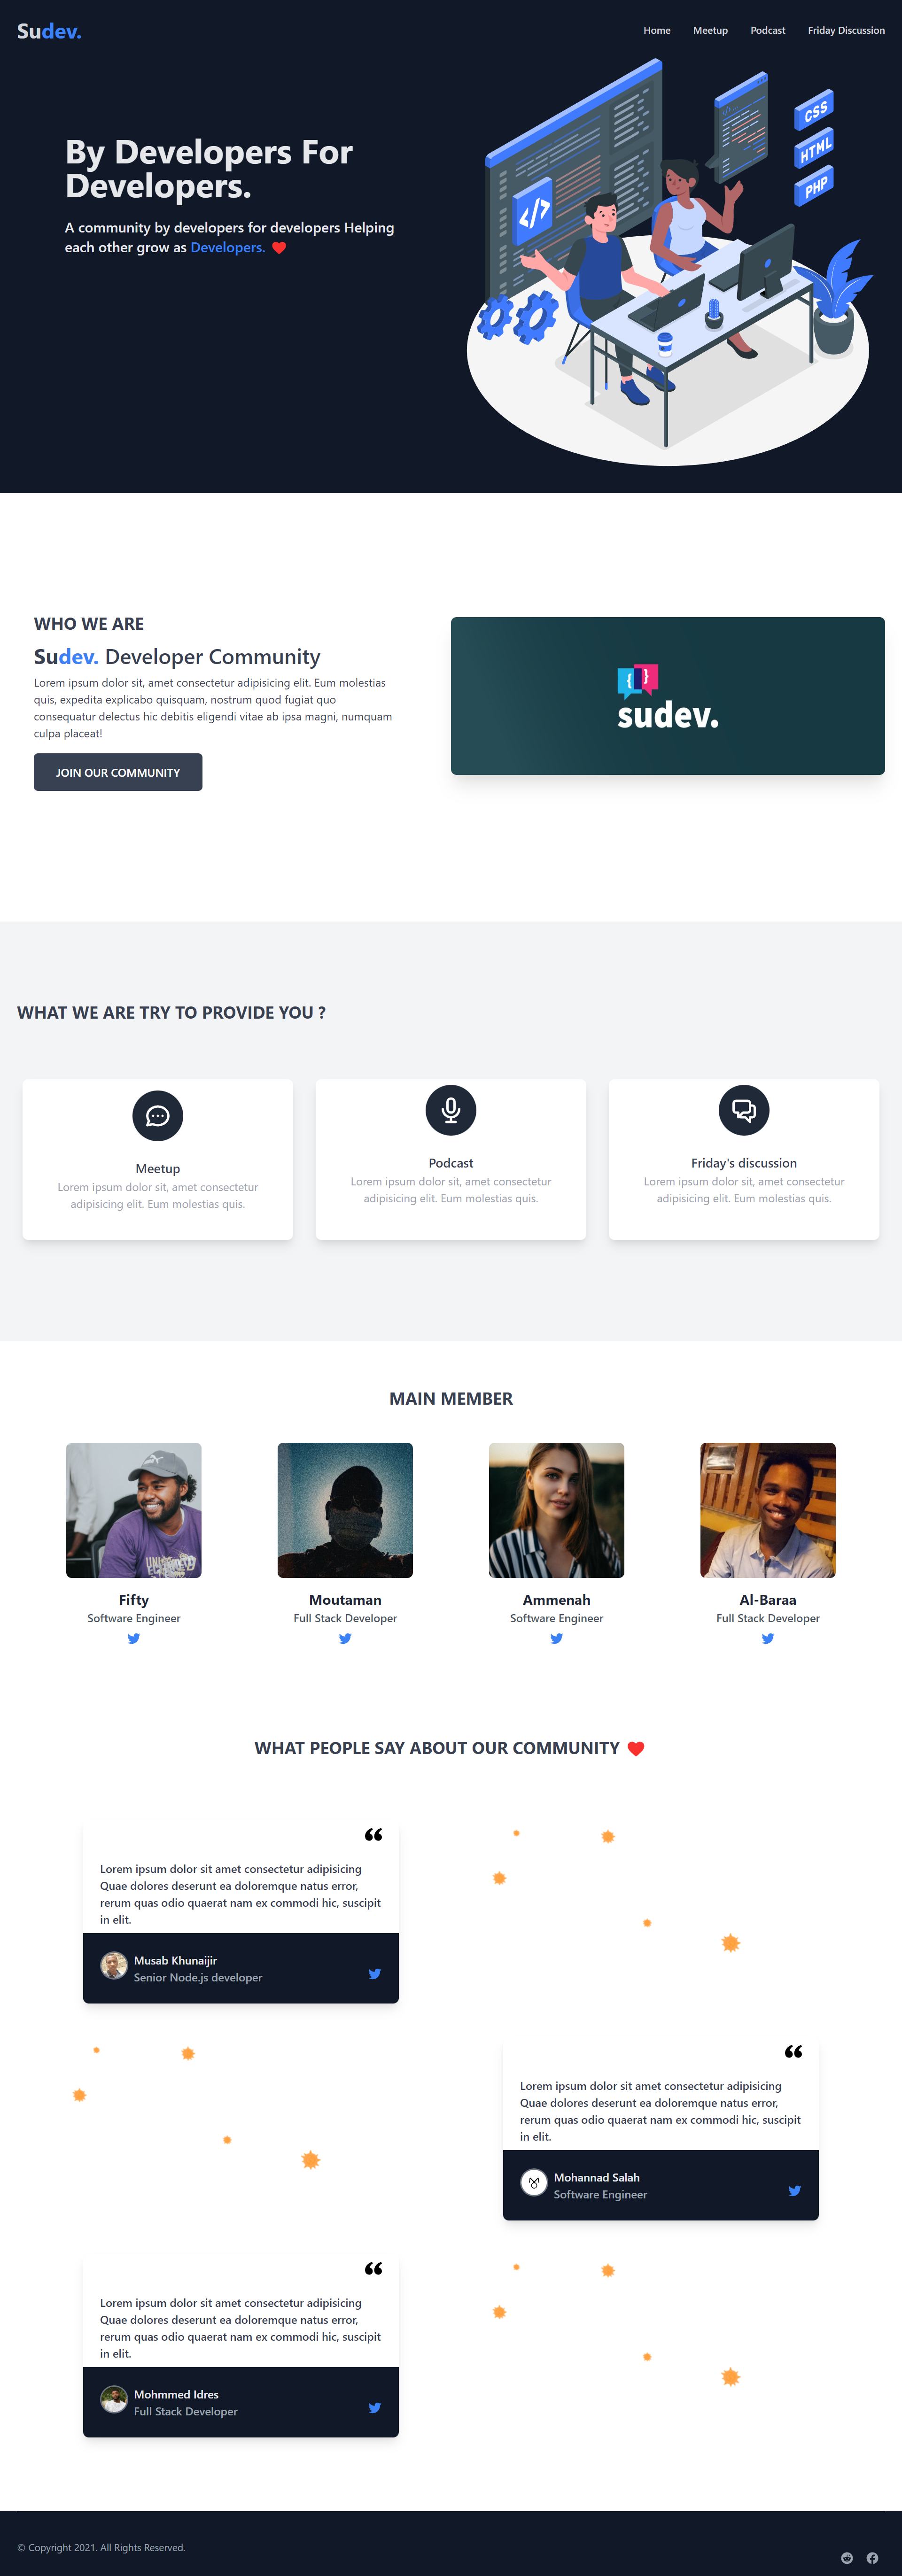 Sudev.
Home Meetup Podcast Friday Discussion
CSS
HTML
PHP
</>
By Developers For
Developers.
A community by developers for developers Helping
each other grow as Developers. ❤
WHO WE ARE
Sudev. Developer Community
Lorem ipsum dolor sit, amet consectetur adipisicing elit. Eum molestias
quis, expedita explicabo quisquam, nostrum quod fugiat quo
consequatur delectus hic debitis eligendi vitae ab ipsa magni, numquam
culpa placeat!
JOIN OUR COMMUNITY
{ }
sudev.
WHAT WE ARE TRY TO PROVIDE YOU ?
Meetup
Lorem ipsum dolor sit, amet consectetur
adipisicing elit. Eum molestias quis.
Podcast
Lorem ipsum dolor sit, amet consectetur
adipisicing elit. Eum molestias quis.
Friday's discussion
Lorem ipsum dolor sit, amet consectetur
adipisicing elit. Eum molestias quis.
MAIN MEMBER
Fifty
Software Engineer
Moutaman
Full Stack Developer
Ammenah
Software Engineer
Al-Baraa
Full Stack Developer
WHAT PEOPLE SAY ABOUT OUR COMMUNITY ❤
“
Lorem ipsum dolor sit amet consectetur adipisicing
Quae dolores deserunt ea doloremque natus error,
rerum quas odio quaerat nam ex commodi hic, suscipit
in elit.
Musab Khunaijir
Senior Node.js developer
“
Lorem ipsum dolor sit amet consectetur adipisicing
Quae dolores deserunt ea doloremque natus error,
rerum quas odio quaerat nam ex commodi hic, suscipit
in elit.
Mohannad Salah
Software Engineer
“
Lorem ipsum dolor sit amet consectetur adipisicing
Quae dolores deserunt ea doloremque natus error,
rerum quas odio quaerat nam ex commodi hic, suscipit
in elit.
Mohmmed Idres
Full Stack Developer
© Copyright 2021. All Rights Reserved.